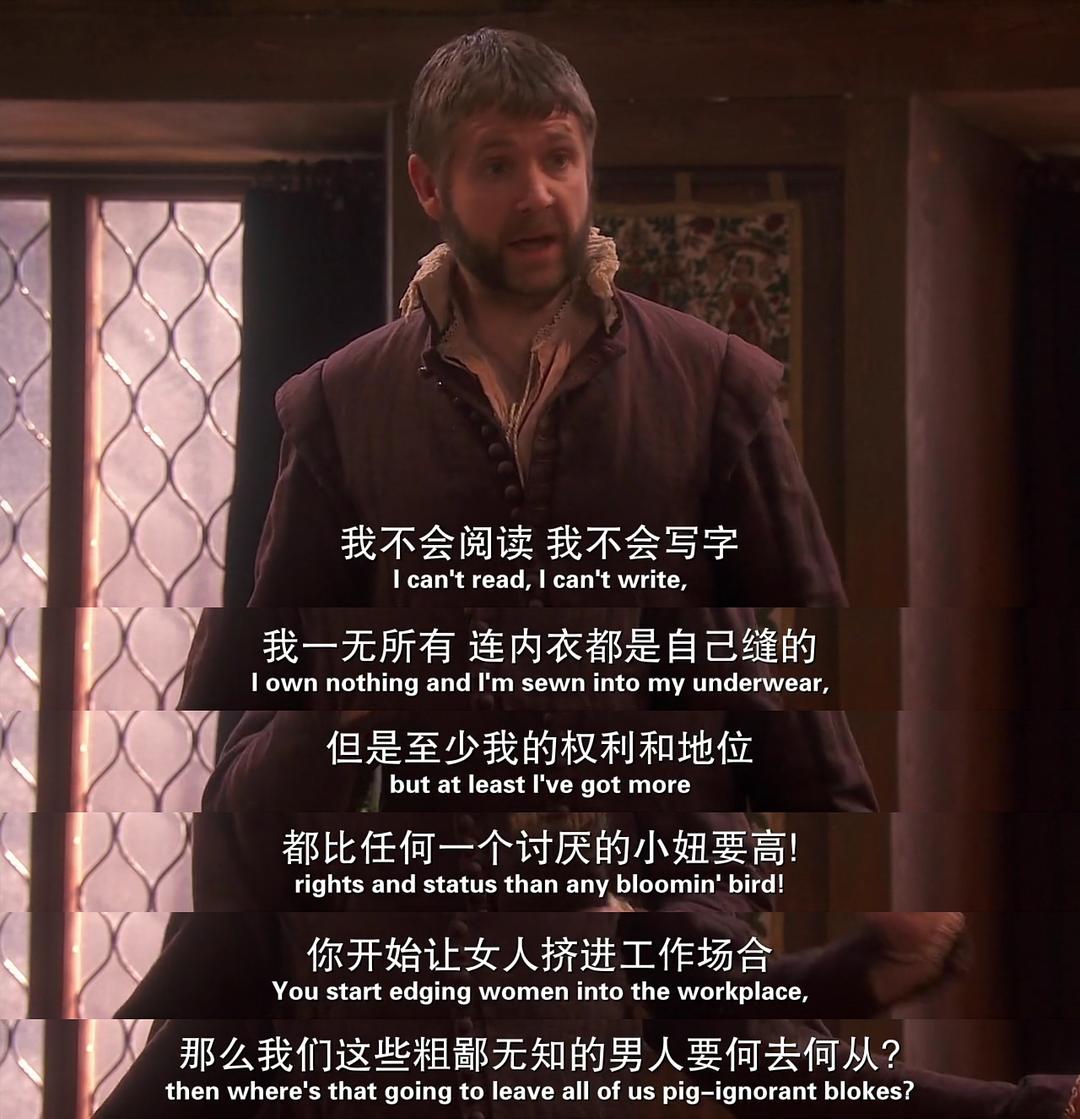 我不会阅读 我不会写字
I can't read, I can't write,
我一无所有 连内衣都是自己缝的
I own nothing and I'm sewn into my underwear,
但是至少我的权利和地位
but at least I've got more
都比任何一个讨厌的小妞要高!
rights and status than any bloomin' bird!
你开始让女人挤进工作场合
You start edging women into the workplace,
那么我们这些粗鄙无知的男人要何去何从?
then where's that going to leave all of us pig-ignorant blokes?